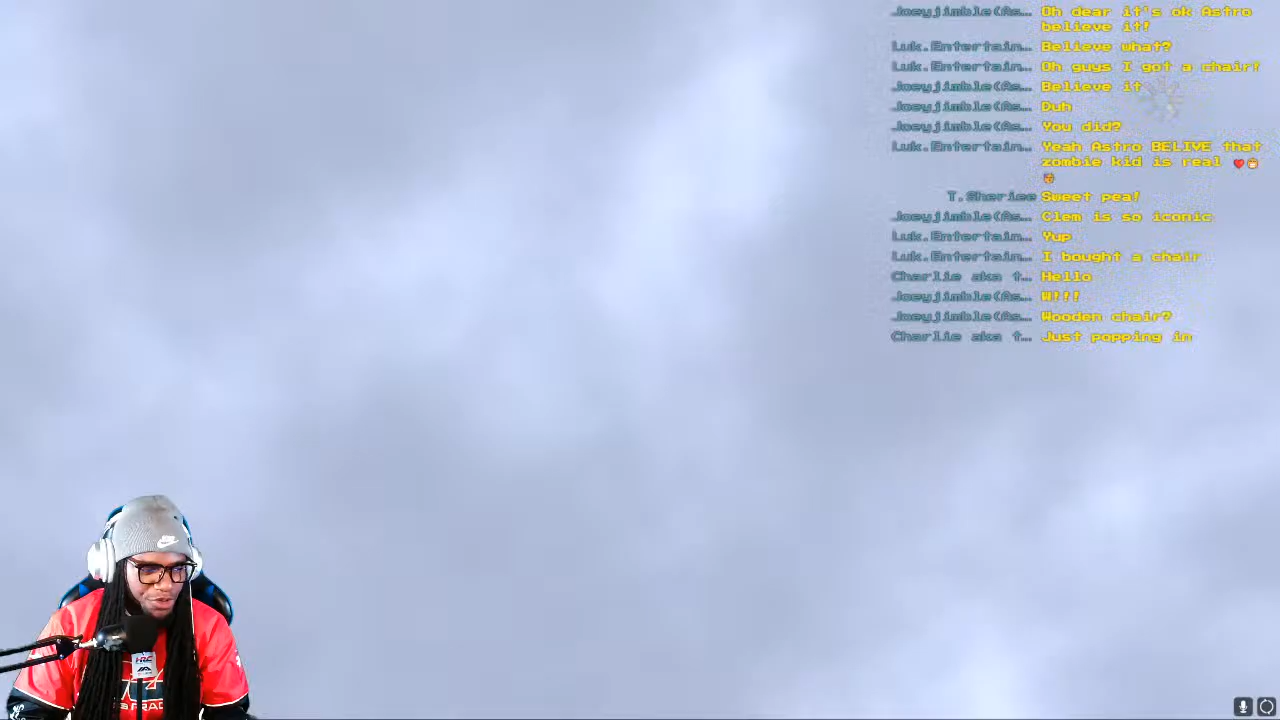 Joeyjimble(As… Oh dear it's ok Astro
believe it!
Luk.Entertain… Believe what?
Luk.Entertain… Oh guys I got a chair!
Joeyjimble(As… Believe it
Joeyjimble(As… Duh
Joeyjimble(As… You did?
Luk.Entertain… Yeah Astro BELIVE that
zombie kid is real
T.Sheriee Sweet pea!
Joeyjimble(As… Clem is so iconic
Luk.Entertain… Yup
Luk.Entertain… I bought a chair
Charlie aka t… Hello
Joeyjimble(As… W!!!
Joeyjimble(As… Wooden chair?
Charlie aka t… Just popping in
HRC